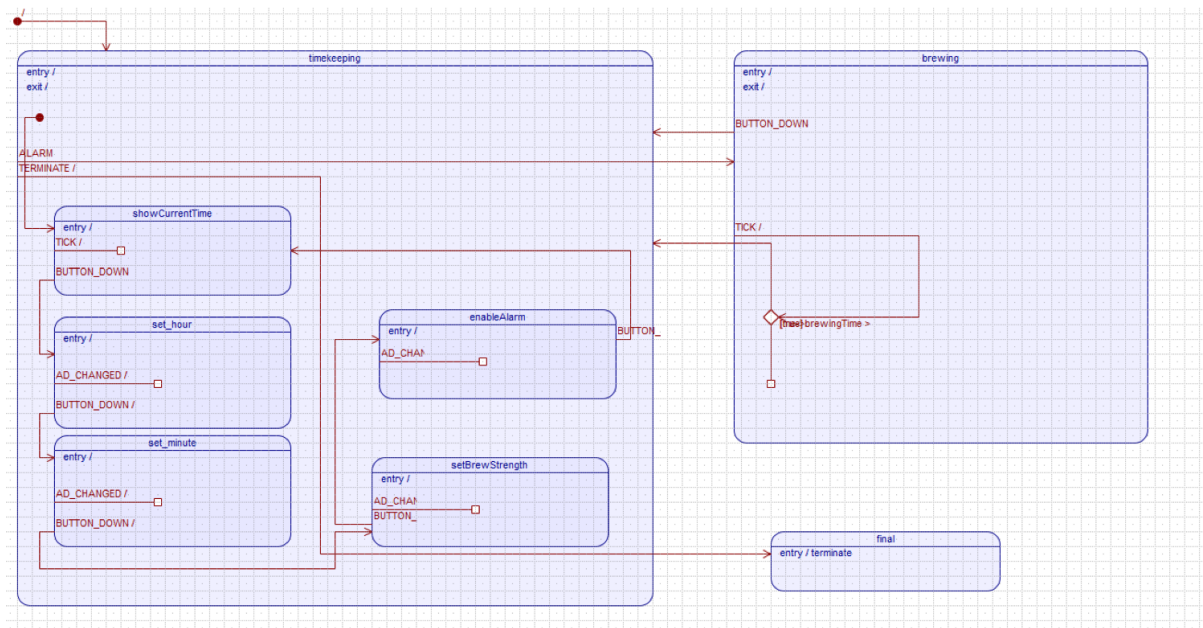 /
timekeeping
entry /
exit /
ALARM
TERMINATE /
showCurrentTime
entry /
TICK /
BUTTON_DOWN
set_hour
entry /
AD_CHANGED /
BUTTON_DOWN /
set_minute
entry /
AD_CHANGED /
BUTTON_DOWN /
enableAlarm
entry /
AD_CHAN
BUTTON_
setBrewStrength
entry /
AD_CHAN
BUTTON_
brewing
entry /
exit /
BUTTON_DOWN
TICK /
brewingTime >
final
entry / terminate